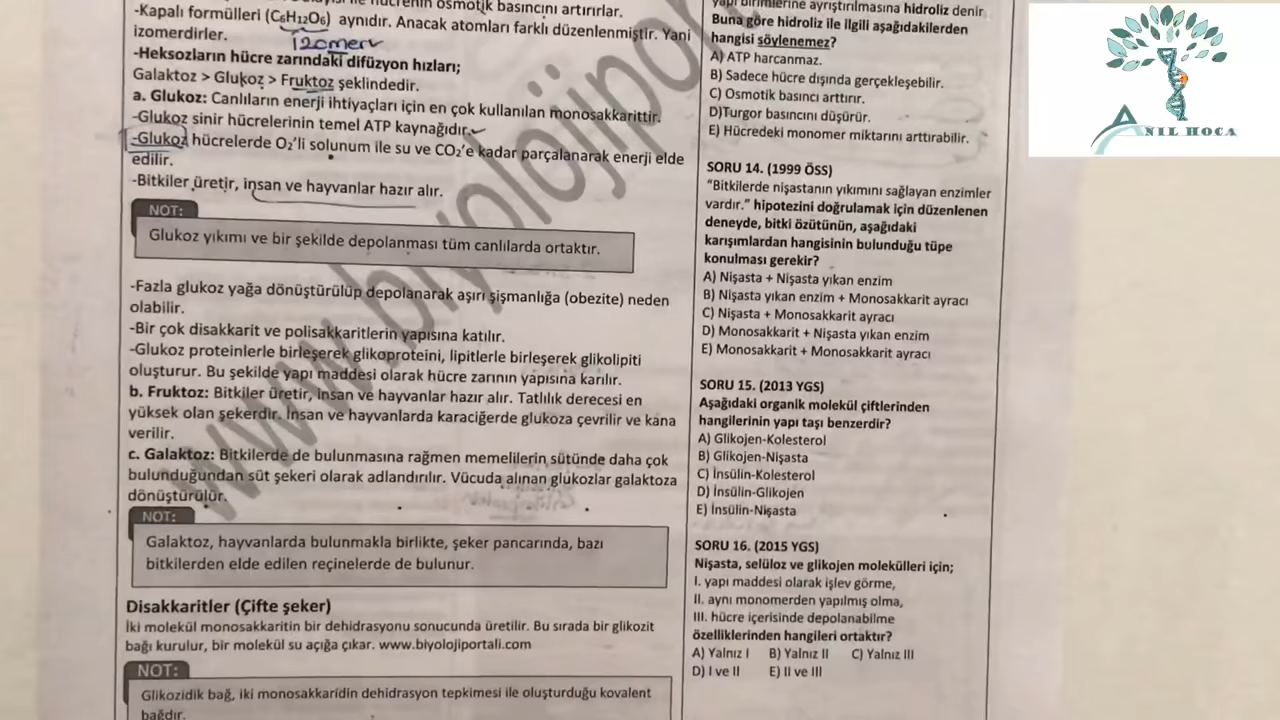 hücrenin osmotik basıncını artırırlar.
-Kapalı formülleri (C₆H₁₂O₆) aynıdır. Anacak atomları farklı düzenlenmiştir. Yani
izomerdirler.
İzomer
-Heksozların hücre zarındaki difüzyon hızları;
Galaktoz > Glukoz > Fruktoz şeklindedir.
a. Glukoz: Canlıların enerji ihtiyaçları için en çok kullanılan monosakkarittir.
-Glukoz sinir hücrelerinin temel ATP kaynağıdır.
-Glukoz hücrelerde O₂’li solunum ile su ve CO₂’e kadar parçalanarak enerji elde
edilir.
-Bitkiler üretir, insan ve hayvanlar hazır alır.
NOT:
Glukoz yıkımı ve bir şekilde depolanması tüm canlılarda ortaktır.
-Fazla glukoz yağa dönüştürülüp depolanarak aşırı şişmanlığa (obezite) neden
olabilir.
-Bir çok disakkarit ve polisakkaritlerin yapısına katılır.
-Glukoz proteinlerle birleşerek glikoproteini, lipitlerle birleşerek glikolipiti
oluşturur. Bu şekilde yapı maddesi olarak hücre zarının yapısına karılır.
b. Fruktoz: Bitkiler üretir, İnsan ve hayvanlar hazır alır. Tatlılık derecesi en
yüksek olan şekerdir. İnsan ve hayvanlarda karaciğerde glukoza çevrilir ve kana
verilir.
c. Galaktoz: Bitkilerde de bulunmasına rağmen memelilerin sütünde daha çok
bulunduğundan süt şekeri olarak adlandırılır. Vücuda alınan glukozlar galaktoza
dönüştürülür.
NOT:
Galaktoz, hayvanlarda bulunmakla birlikte, şeker pancarında, bazı
bitkilerden elde edilen reçinelerde de bulunur.
Disakkaritler (Çifte şeker)
İki molekül monosakkaritin bir dehidrasyonu sonucunda üretilir. Bu sırada bir glikozit
bağı kurulur, bir molekül su açığa çıkar. www.biyolojiportali.com
NOT:
Glikozidik bağ, iki monosakkaridin dehidrasyon tepkimesi ile oluşturduğu kovalent
bağdır.
www.biyolojipor
yapı birimlerine ayrıştırılmasına hidroliz denir
Buna göre hidroliz ile ilgili aşağıdakilerden
hangisi söylenemez?
A) ATP harcanmaz.
B) Sadece hücre dışında gerçekleşebilir.
C) Osmotik basıncı arttırır.
D)Turgor basıncını düşürür.
E) Hücredeki monomer miktarını arttırabilir.
SORU 14. (1999 ÖSS)
“Bitkilerde nişastanın yıkımını sağlayan enzimler
vardır.” hipotezini doğrulamak için düzenlenen
deneyde, bitki özütünün, aşağıdaki
karışımlardan hangisinin bulunduğu tüpe
konulması gerekir?
A) Nişasta + Nişasta yıkan enzim
B) Nişasta yıkan enzim + Monosakkarit ayracı
C) Nişasta + Monosakkarit ayracı
D) Monosakkarit + Nişasta yıkan enzim
E) Monosakkarit + Monosakkarit ayracı
SORU 15. (2013 YGS)
Aşağıdaki organik molekül çiftlerinden
hangilerinin yapı taşı benzerdir?
A) Glikojen-Kolesterol
B) Glikojen-Nişasta
C) İnsülin-Kolesterol
D) İnsülin-Glikojen
E) İnsülin-Nişasta
SORU 16. (2015 YGS)
Nişasta, selüloz ve glikojen molekülleri için;
I. yapı maddesi olarak işlev görme,
II. aynı monomerden yapılmış olma,
III. hücre içerisinde depolanabilme
özelliklerinden hangileri ortaktır?
A) Yalnız I B) Yalnız II C) Yalnız III
D) I ve II E) II ve III
ANIL HOCA